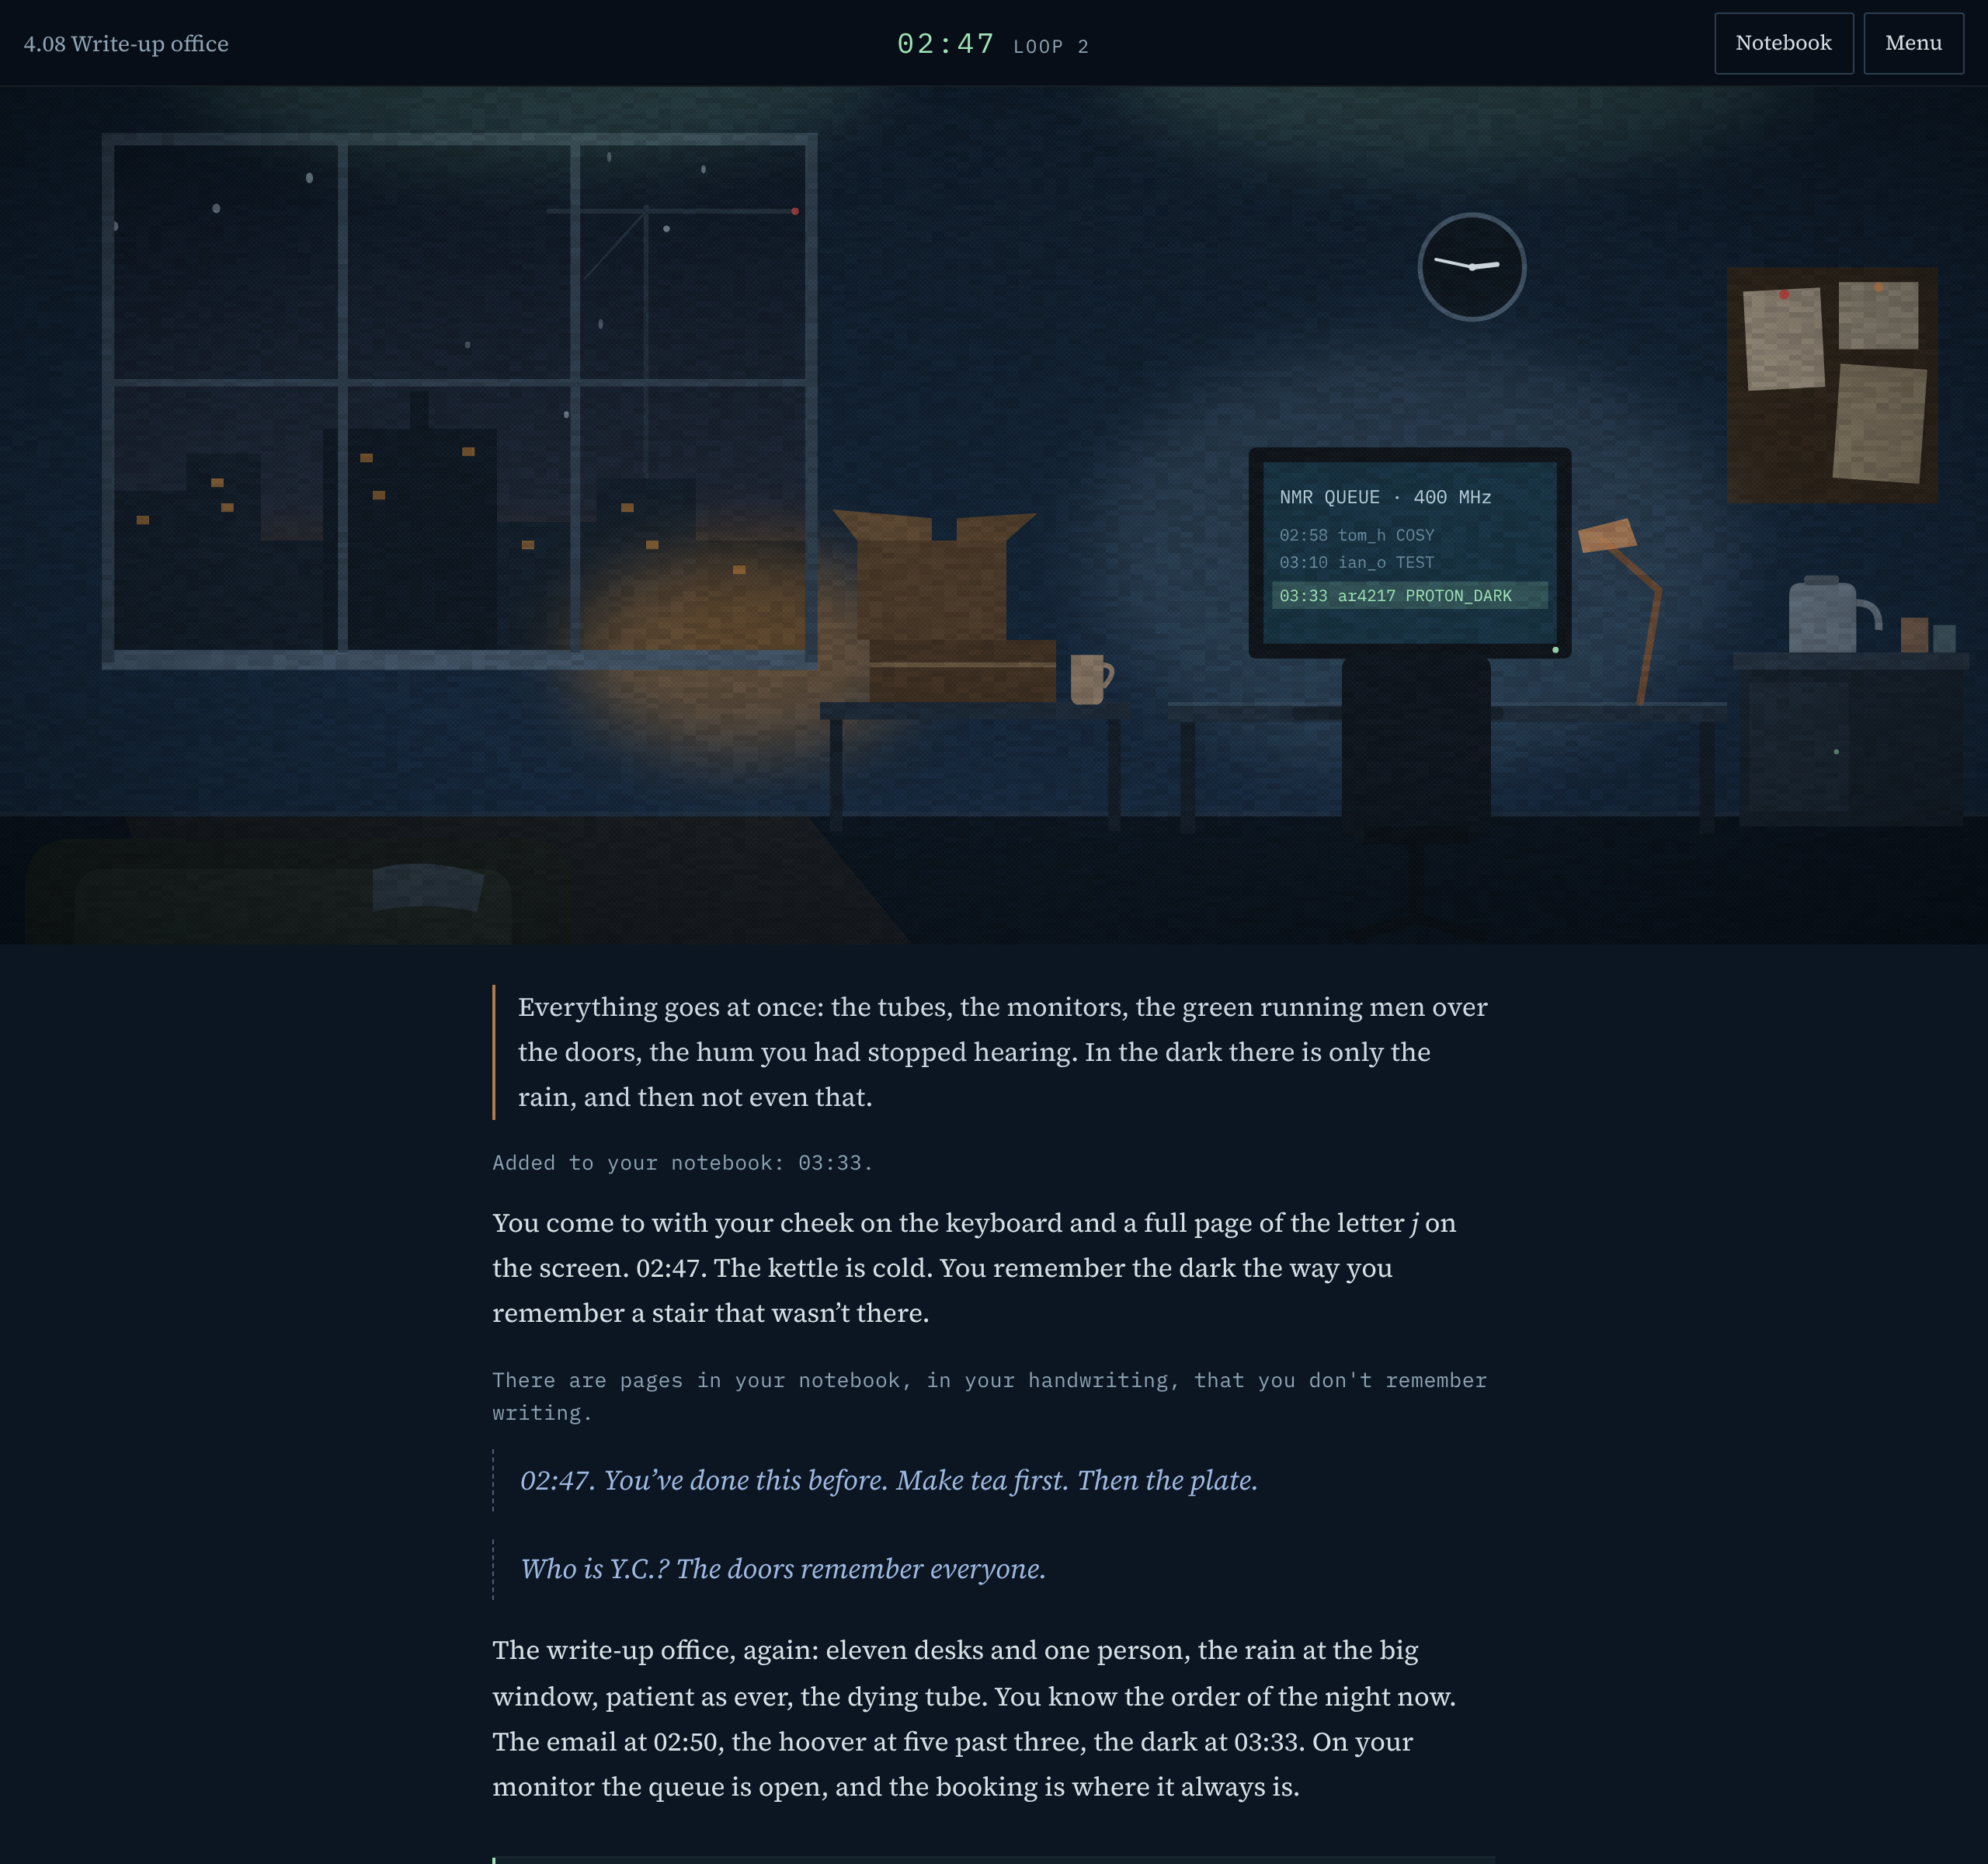 4.08 Write-up office
02:47 LOOP 2
Notebook
Menu
NMR QUEUE · 400 MHz
02:58 tom_h COSY
03:10 ian_o TEST
03:33 ar4217 PROTON_DARK
Everything goes at once: the tubes, the monitors, the green running men over
the doors, the hum you had stopped hearing. In the dark there is only the
rain, and then not even that.
Added to your notebook: 03:33.
You come to with your cheek on the keyboard and a full page of the letter j on
the screen. 02:47. The kettle is cold. You remember the dark the way you
remember a stair that wasn’t there.
There are pages in your notebook, in your handwriting, that you don't remember
writing.
02:47. You’ve done this before. Make tea first. Then the plate.
Who is Y.C.? The doors remember everyone.
The write-up office, again: eleven desks and one person, the rain at the big
window, patient as ever, the dying tube. You know the order of the night now.
The email at 02:50, the hoover at five past three, the dark at 03:33. On your
monitor the queue is open, and the booking is where it always is.